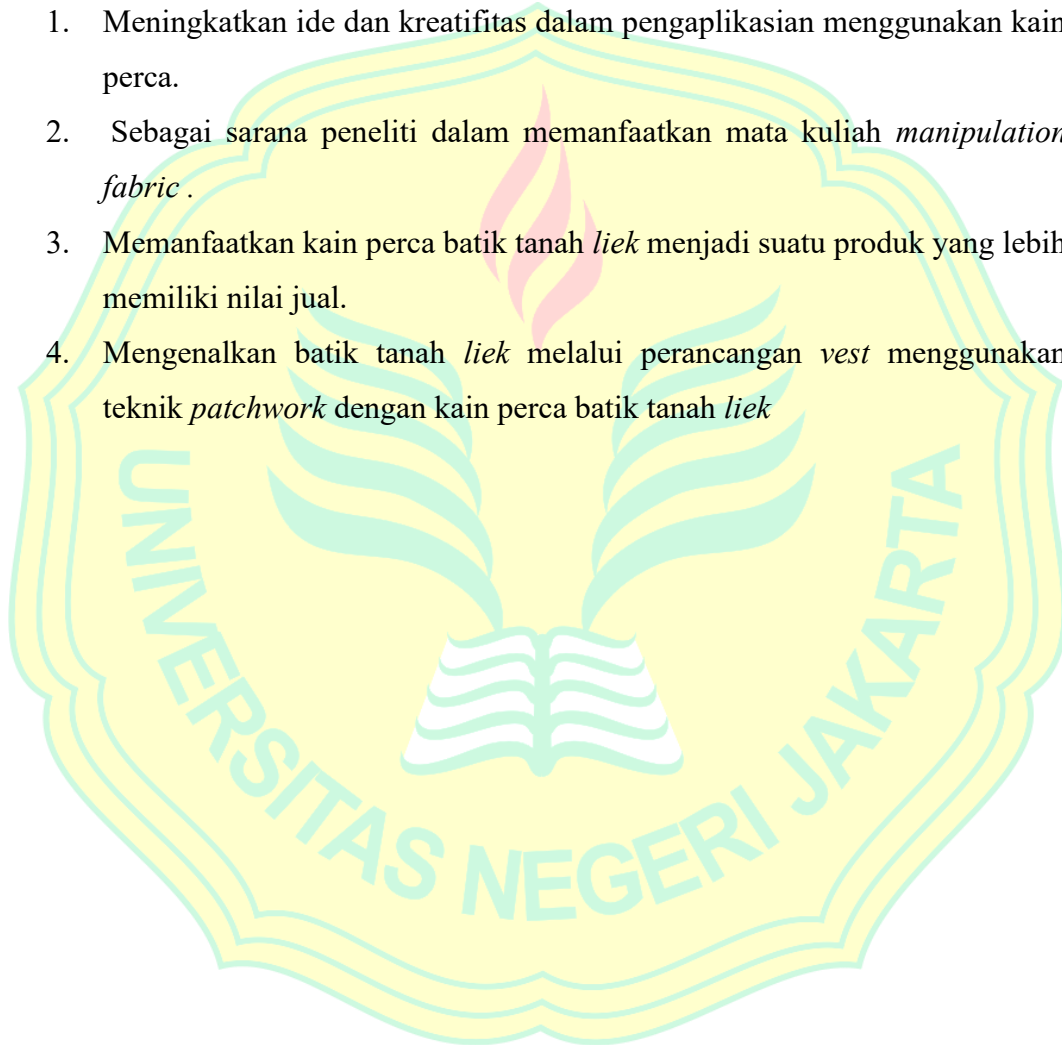 1. Meningkatkan ide dan kreatifitas dalam pengaplikasian menggunakan kain
perca.
2. Sebagai sarana peneliti dalam memanfaatkan mata kuliah manipulation
fabric .
3. Memanfaatkan kain perca batik tanah liek menjadi suatu produk yang lebih
memiliki nilai jual.
4. Mengenalkan batik tanah liek melalui perancangan vest menggunakan
teknik patchwork dengan kain perca batik tanah liek
UNIVERSITAS NEGERI JAKARTA